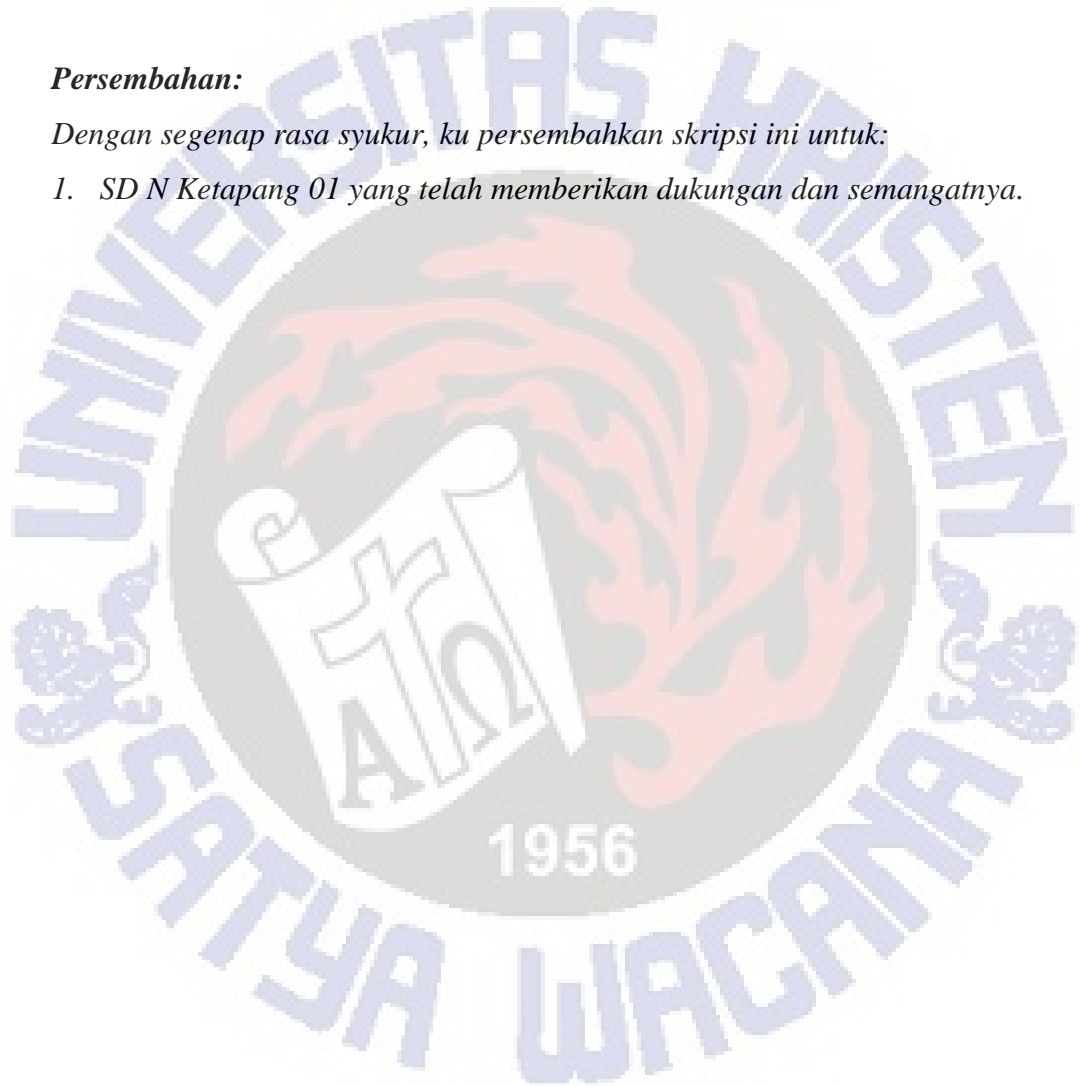 Persembahan:
Dengan segenap rasa syukur, ku persembahkan skripsi ini untuk:
1. SD N Ketapang 01 yang telah memberikan dukungan dan semangatnya.
UNIVERSITAS KRISTEN
SATYA WACANA
A Ω
1956